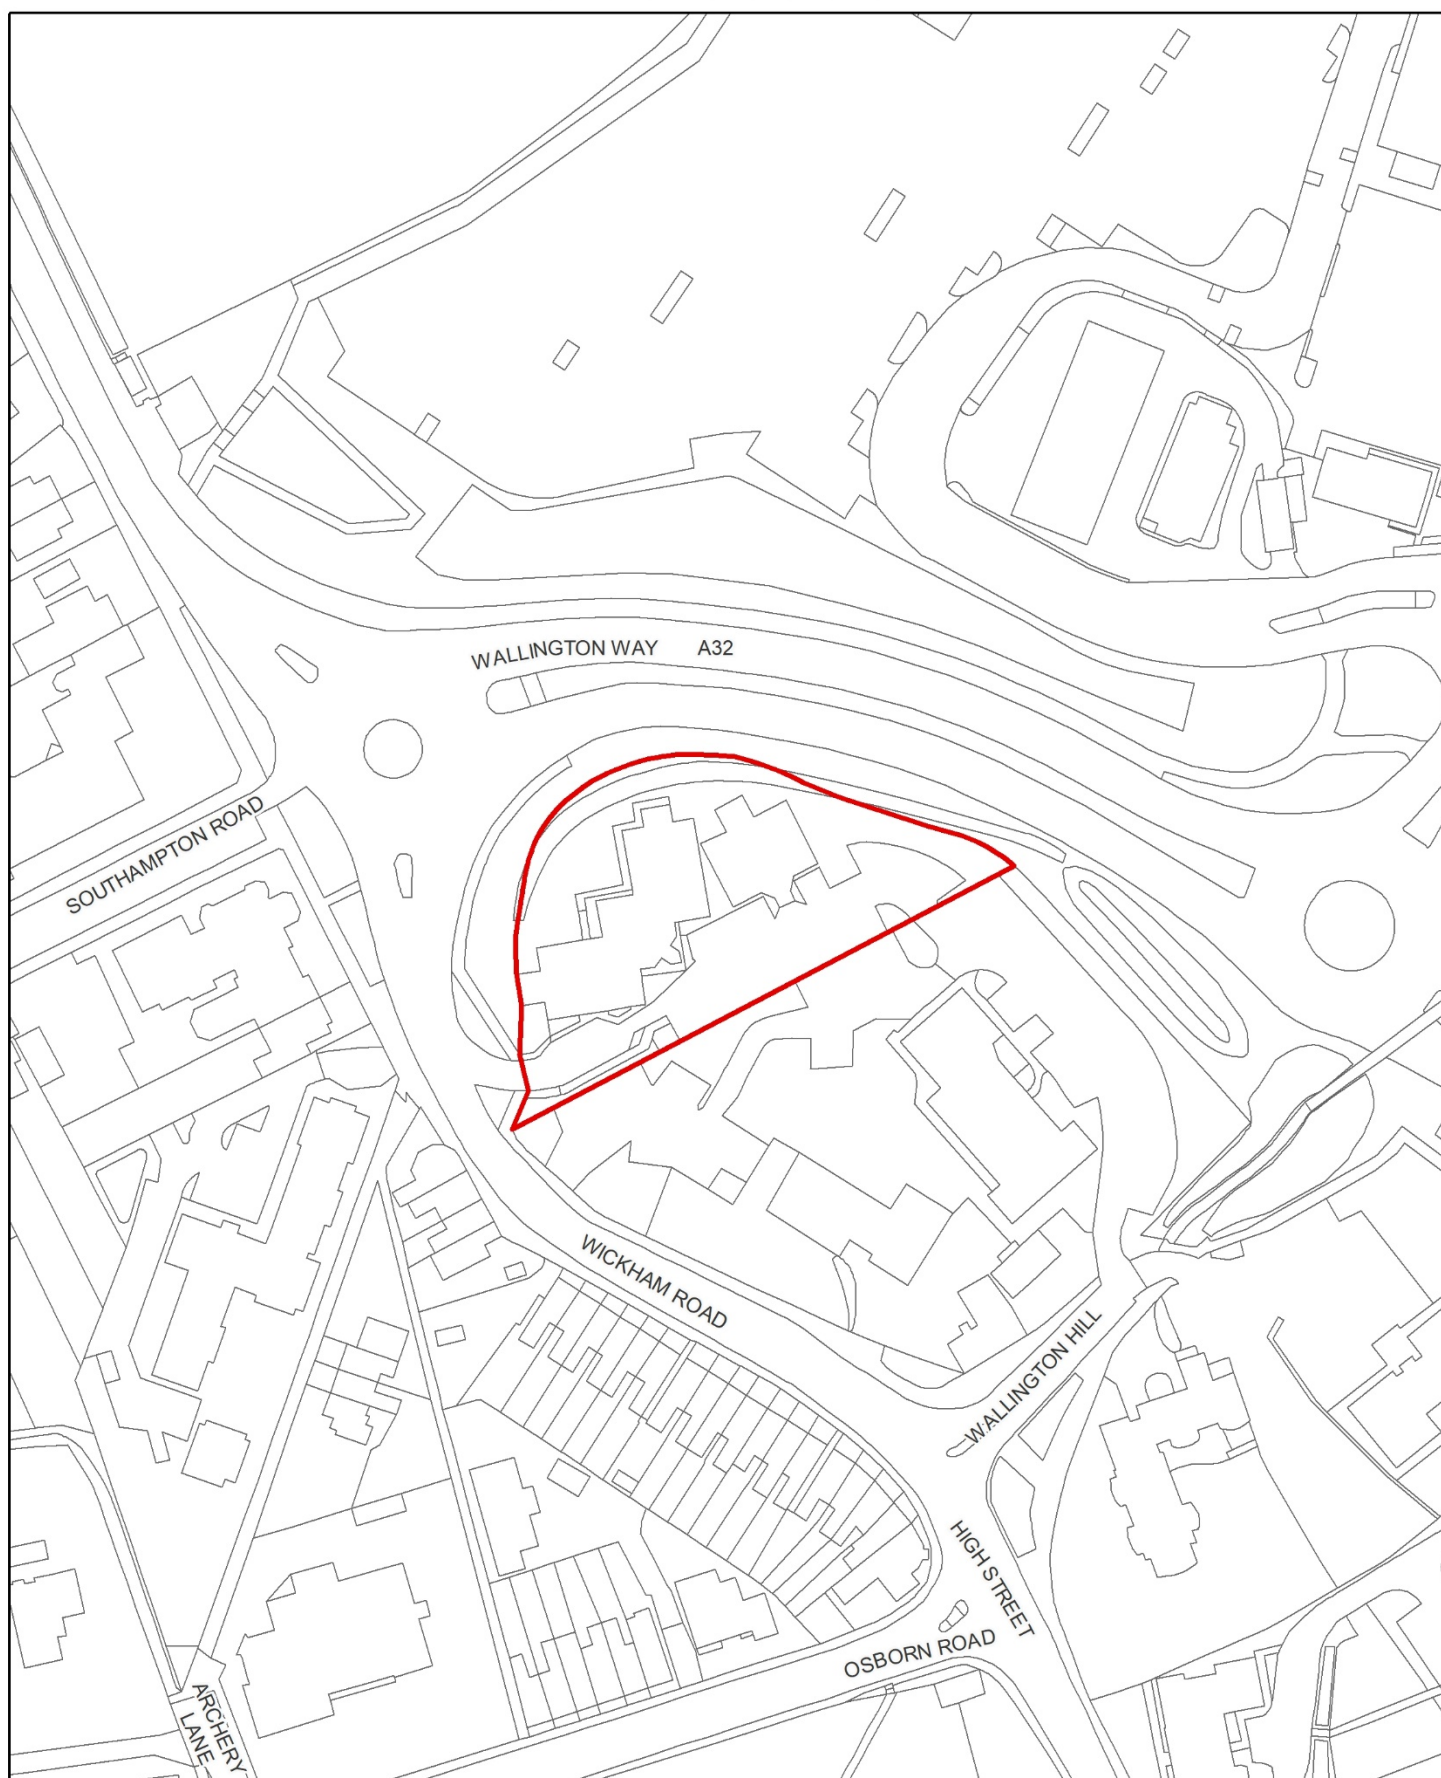 WALLINGTON WAY A32
SOUTHAMPTON ROAD
WICKHAM ROAD
WALLINGTON HILL
HIGH STREET
OSBORN ROAD
ARCHERY
LANE